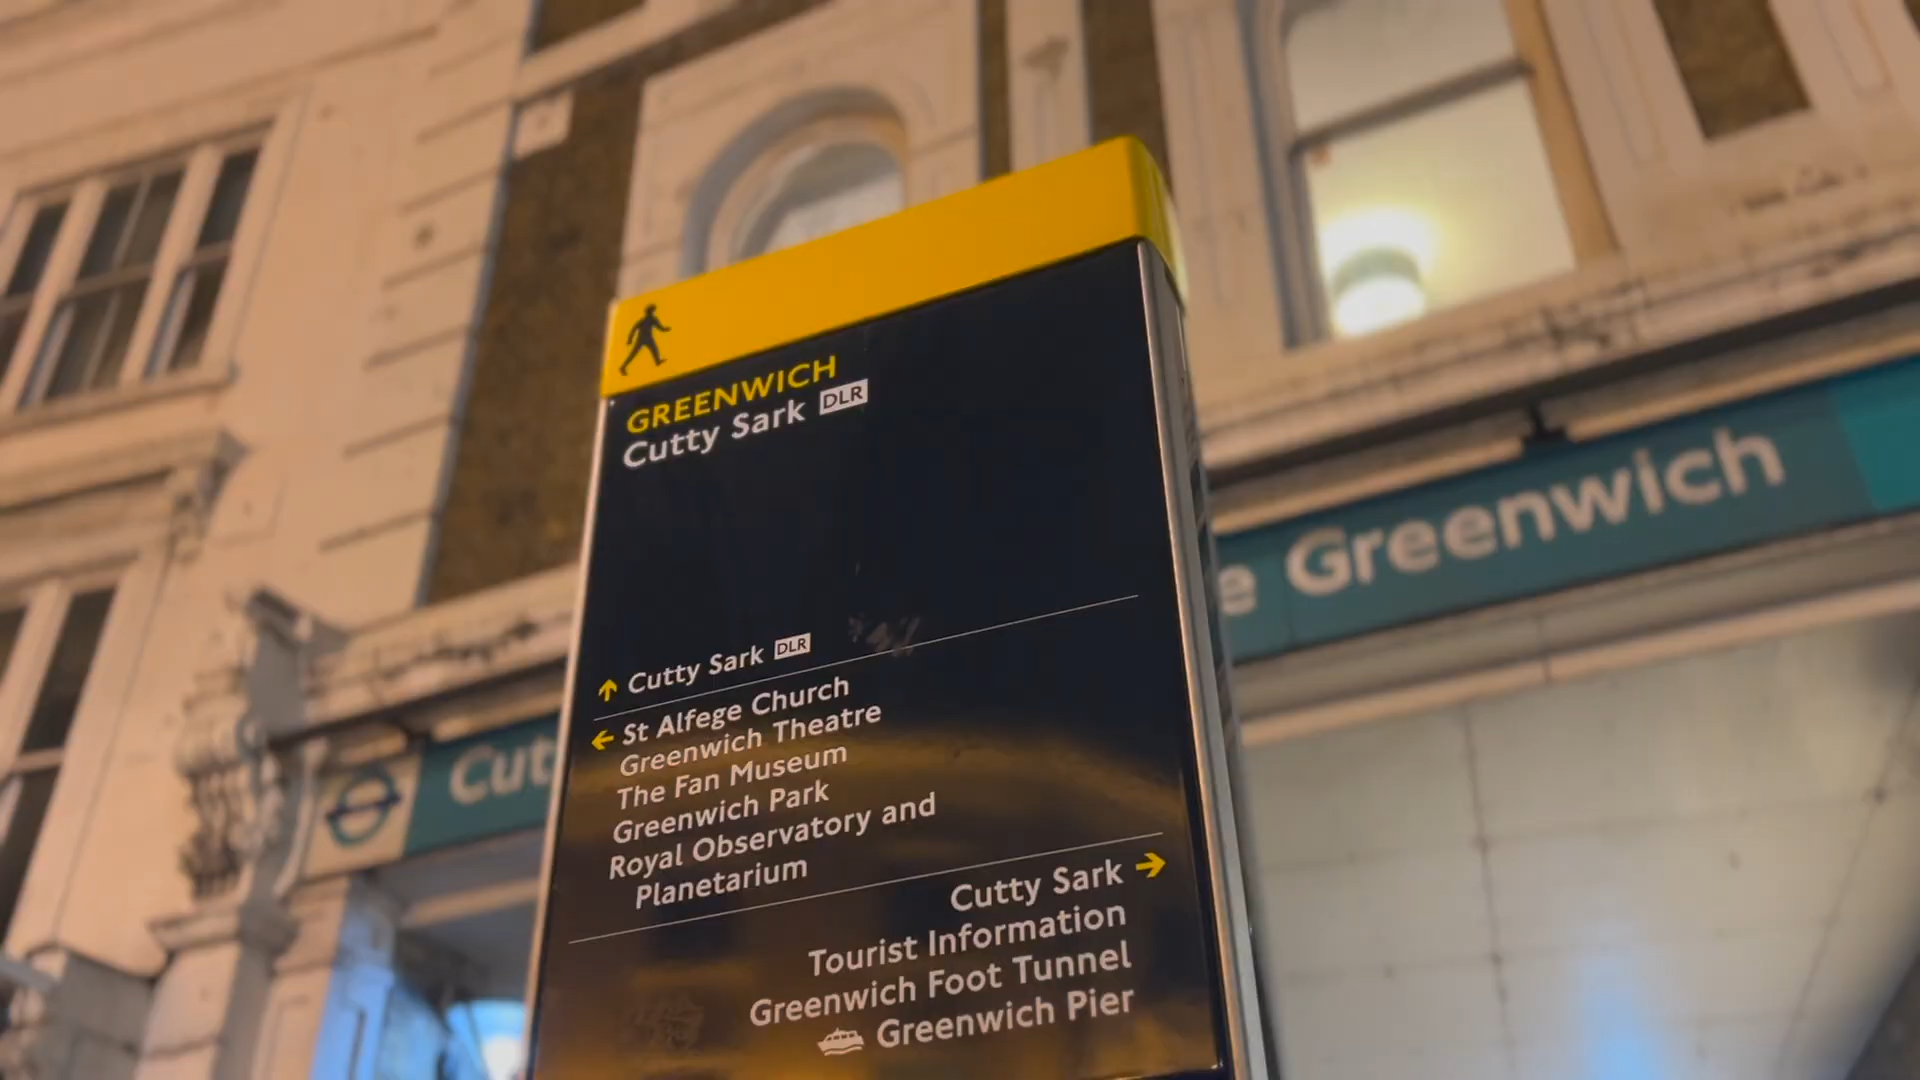 GREENWICH
Cutty Sark DLR
Cutty Sark DLR
St Alfege Church
Greenwich Theatre
The Fan Museum
Greenwich Park
Royal Observatory and
Planetarium
Cutty Sark
Tourist Information
Greenwich Foot Tunnel
Greenwich Pier
Cut
e Greenwich